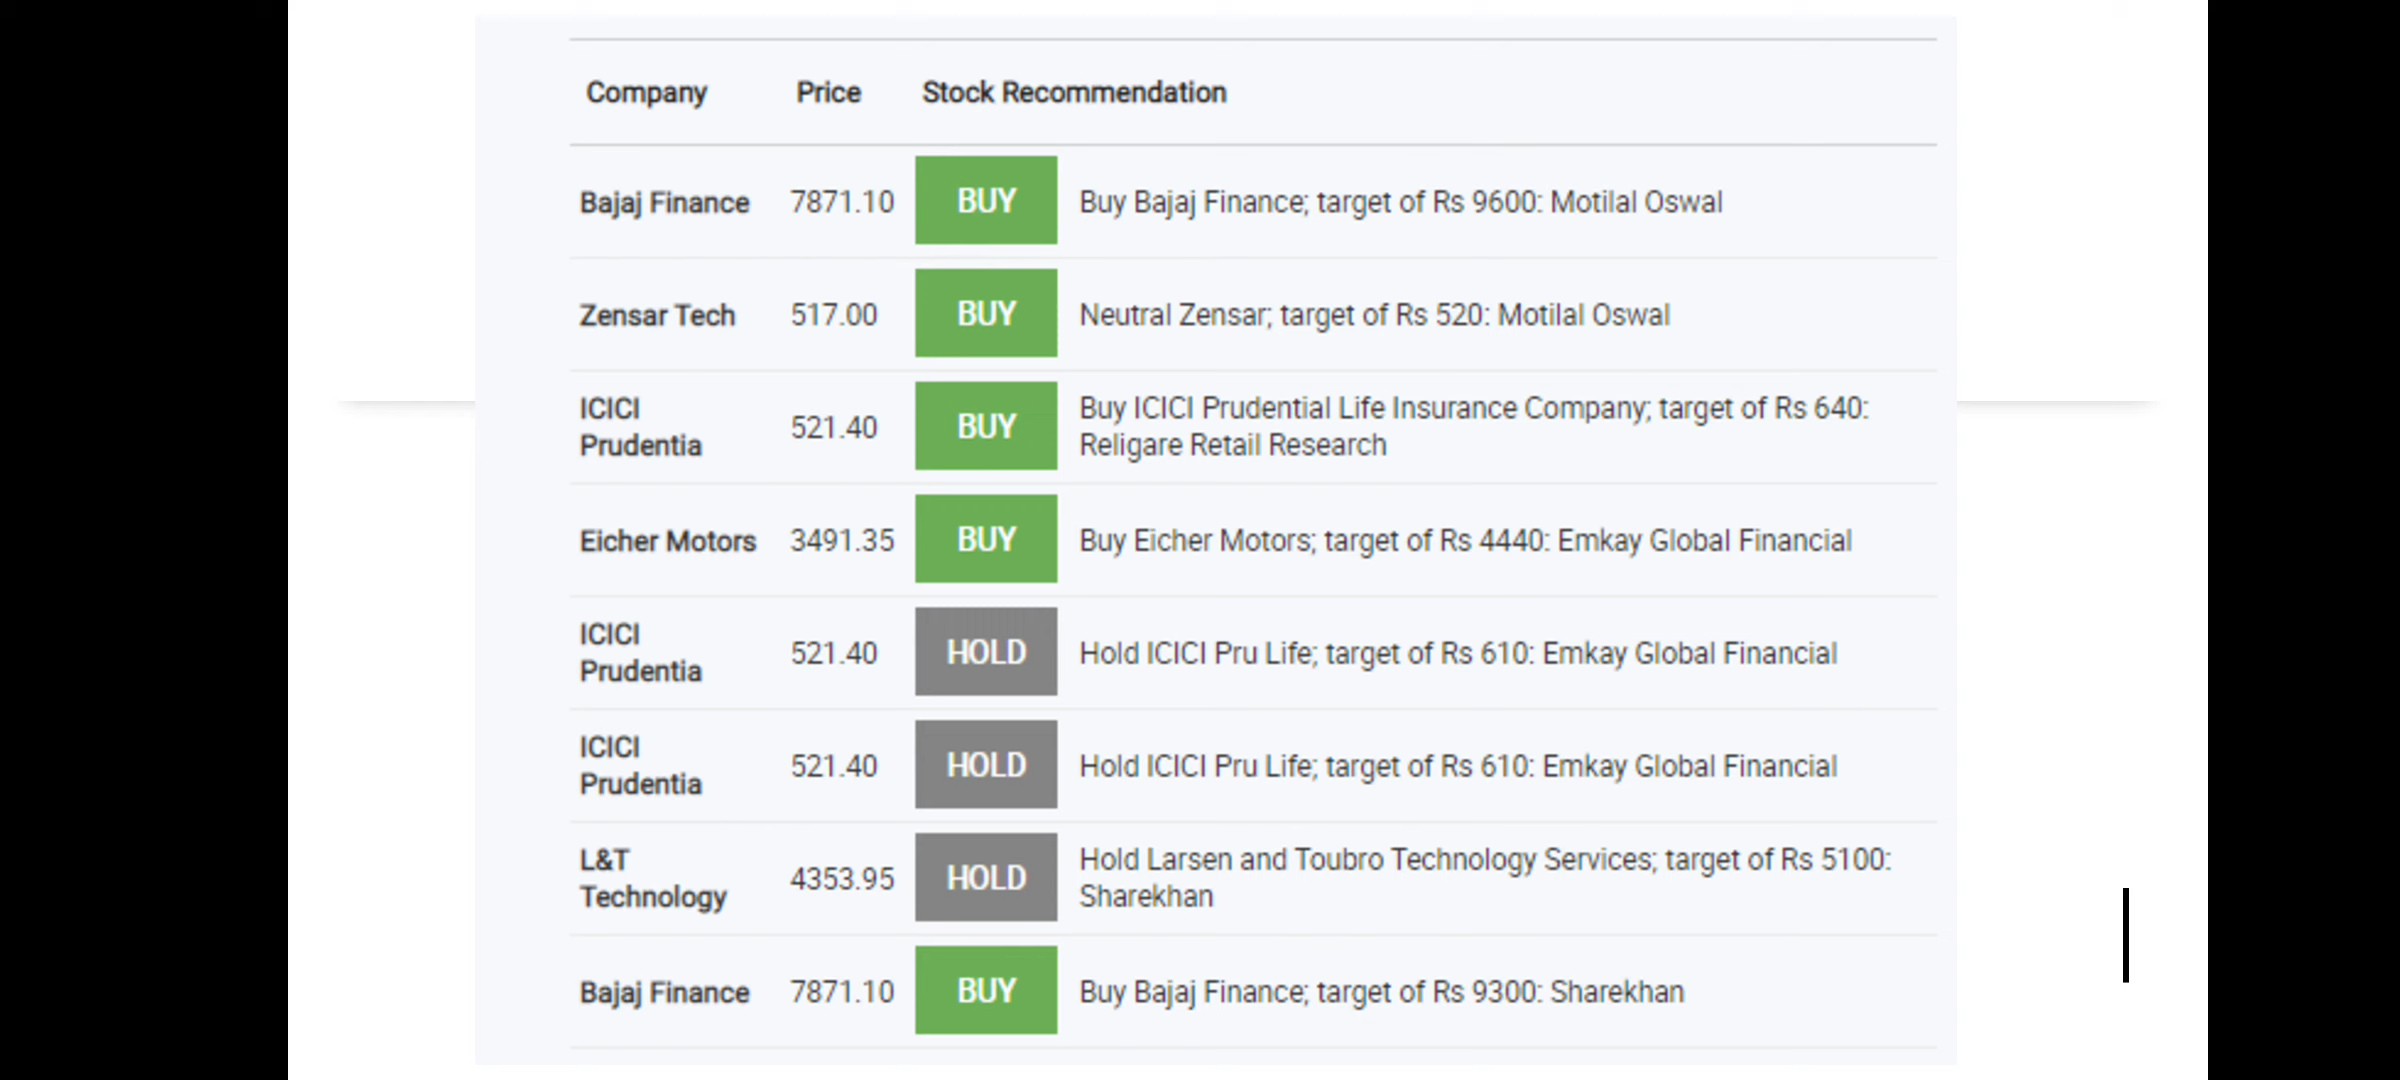 Company Price Stock Recommendation
Bajaj Finance 7871.10 BUY Buy Bajaj Finance; target of Rs 9600: Motilal Oswal
Zensar Tech 517.00 BUY Neutral Zensar; target of Rs 520: Motilal Oswal
ICICI
Prudentia 521.40 BUY Buy ICICI Prudential Life Insurance Company; target of Rs 640:
Religare Retail Research
Eicher Motors 3491.35 BUY Buy Eicher Motors; target of Rs 4440: Emkay Global Financial
ICICI
Prudentia 521.40 HOLD Hold ICICI Pru Life; target of Rs 610: Emkay Global Financial
ICICI
Prudentia 521.40 HOLD Hold ICICI Pru Life; target of Rs 610: Emkay Global Financial
L&T
Technology 4353.95 HOLD Hold Larsen and Toubro Technology Services; target of Rs 5100:
Sharekhan
Bajaj Finance 7871.10 BUY Buy Bajaj Finance; target of Rs 9300: Sharekhan